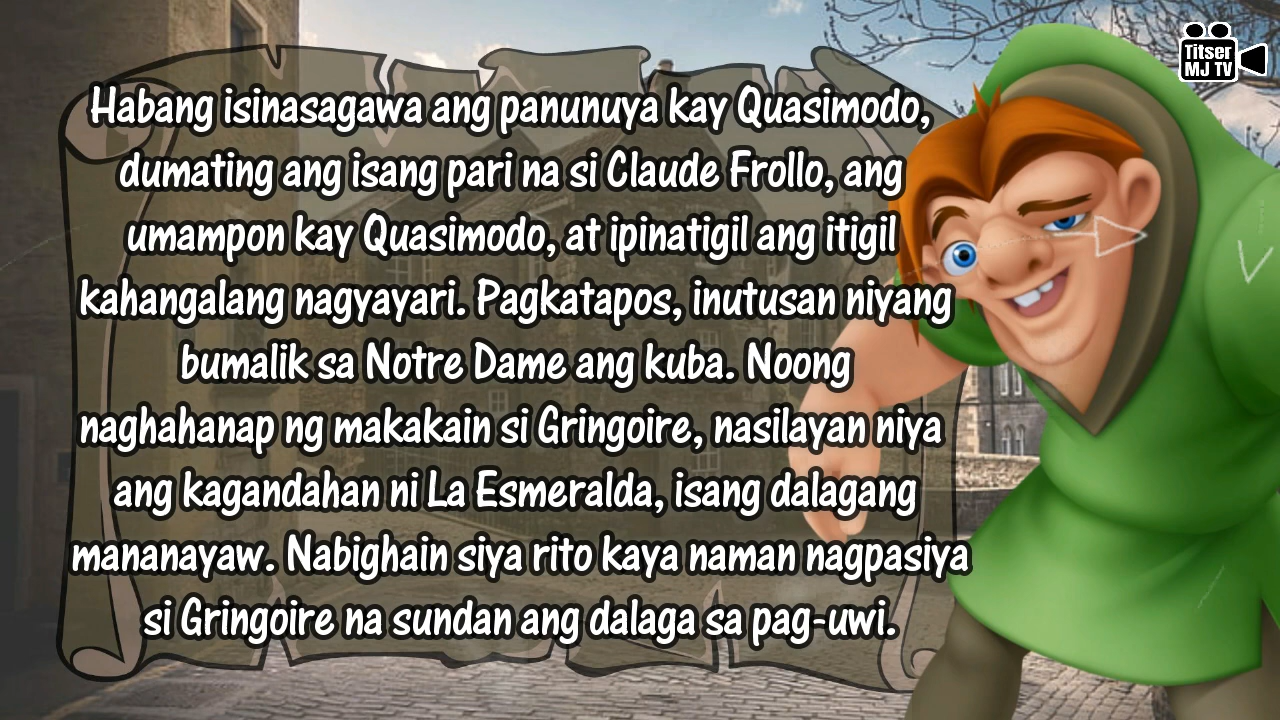 Titser
MJ TV
Habang isinasagawa ang panunuya kay Quasimodo,
dumating ang isang pari na si Claude Frollo, ang
umampon kay Quasimodo, at ipinatigil ang itigil
kahangalang nagyayari. Pagkatapos, inutusan niyang
bumalik sa Notre Dame ang kuba. Noong
naghahanap ng makakain si Gringoire, nasilayan niya
ang kagandahan ni La Esmeralda, isang dalagang
mananayaw. Nabighain siya rito kaya naman nagpasiya
si Gringoire na sundan ang dalaga sa pag-uwi.